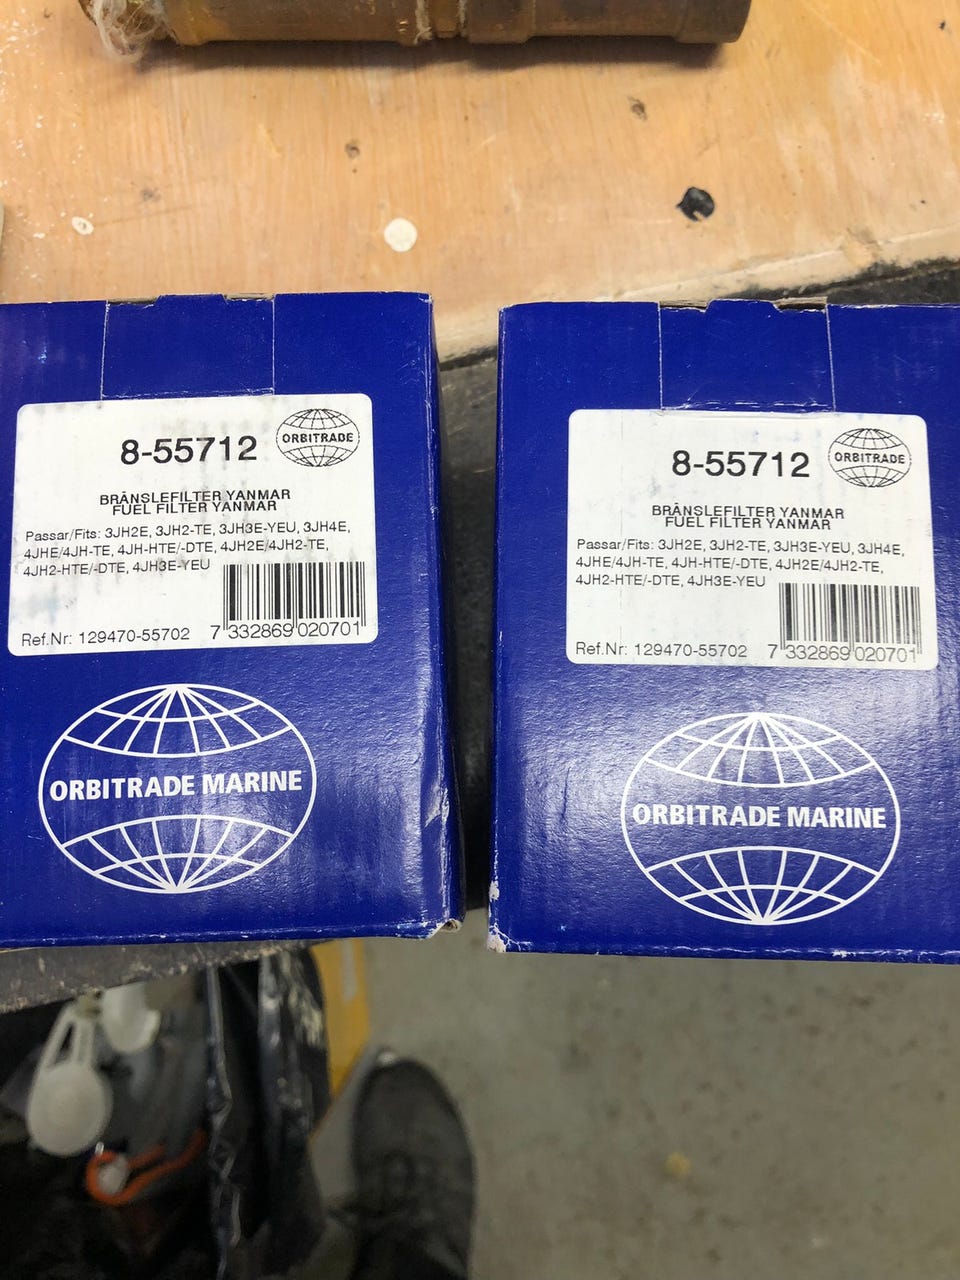 8-55712
ORBITRADE
BRÄNSLEFILTER YANMAR
FUEL FILTER YANMAR
Passar/Fits: 3JH2E, 3JH2-TE, 3JH3E-YEU, 3JH4E,
4JHE/4JH-TE, 4JH-HTE/-DTE, 4JH2E/4JH2-TE,
4JH2-HTE/-DTE, 4JH3E-YEU
Ref.Nr: 129470-55702
7 332869 020701
ORBITRADE MARINE
8-55712
ORBITRADE
BRÄNSLEFILTER YANMAR
FUEL FILTER YANMAR
Passar/Fits: 3JH2E, 3JH2-TE, 3JH3E-YEU, 3JH4E,
4JHE/4JH-TE, 4JH-HTE/-DTE, 4JH2E/4JH2-TE,
4JH2-HTE/-DTE, 4JH3E-YEU
Ref.Nr: 129470-55702
7 332869 020701
ORBITRADE MARINE